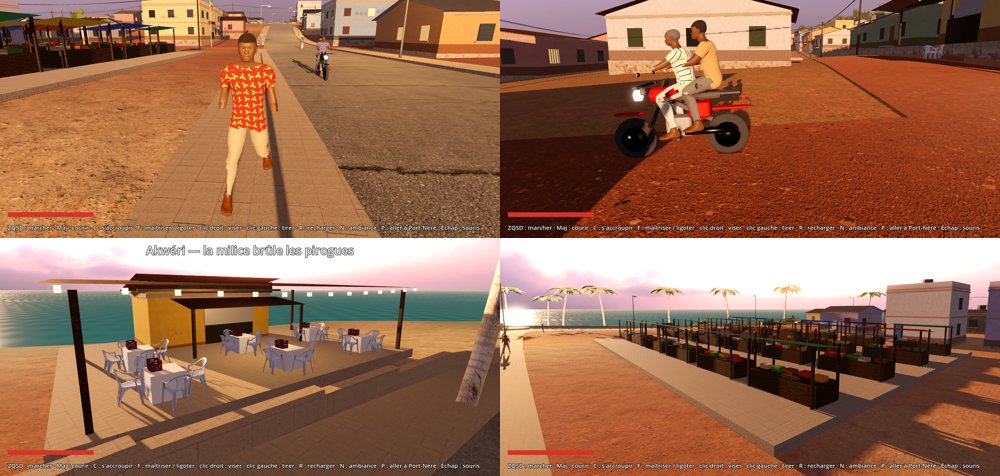 ZQSD : marcher · Maj : courir · C : s'accroupir · F : maîtriser / ligoter · clic droit : viser · clic gauche : tirer · R : recharger · N : ambiance · P : aller à Port-Nère · Échap : souris
ZQSD : marcher · Maj : courir · C : s'accroupir · F : maîtriser / ligoter · clic droit : viser · clic gauche : tirer · R : recharger · N : ambiance · P : aller à Port-Nère · Échap : souris
Akwéri — la milice brûle les pirogues
ZQSD : marcher · Maj : courir · C : s'accroupir · F : maîtriser / ligoter · clic droit : viser · clic gauche : tirer · R : recharger · N : ambiance · P : aller à Port-Nère · Échap : souris
ZQSD : marcher · Maj : courir · C : s'accroupir · F : maîtriser / ligoter · clic droit : viser · clic gauche : tirer · R : recharger · N : ambiance · P : aller à Port-Nère · Échap : souris